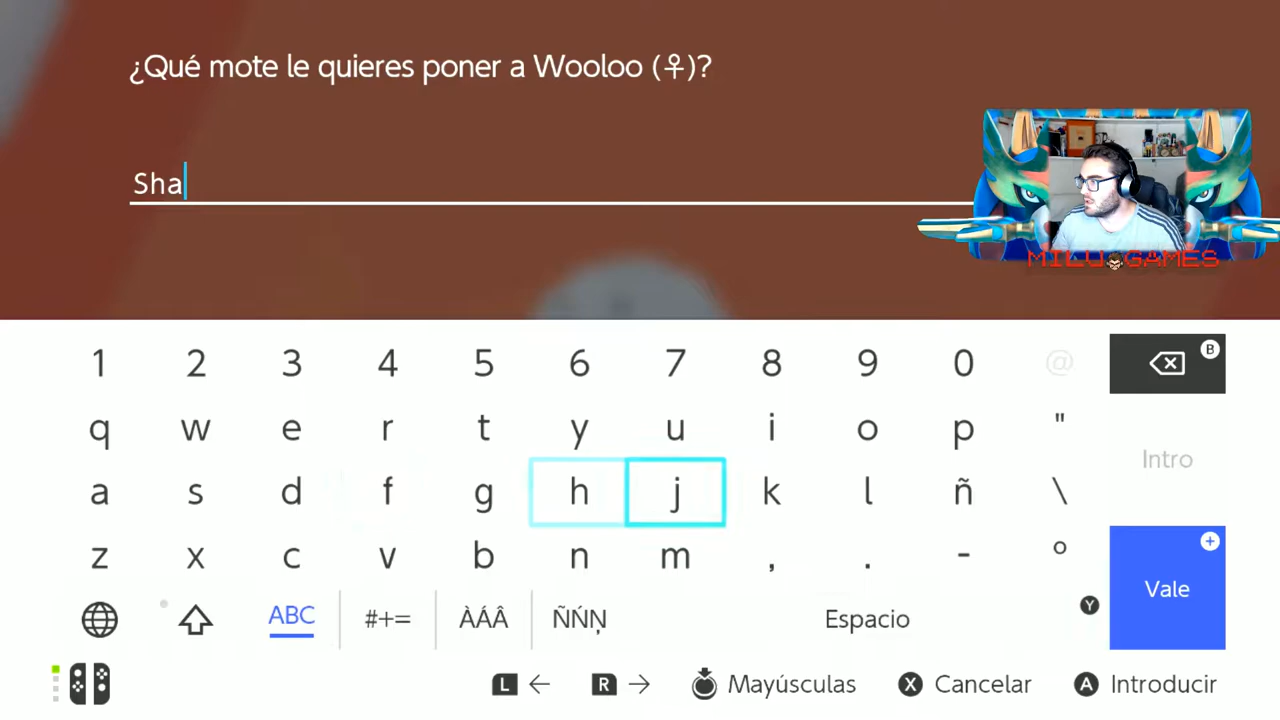 ¿Qué mote le quieres poner a Wooloo (♀)?
Sha
MILU GAMES
1 2 3 4 5 6 7 8 9 0 @
B
q w e r t y u i o p "
Intro
a s d f g h j k l ñ \
z x c v b n m , . - º
+
Vale
ABC #+= ÀÁÂ ÑŃŅ Espacio Y
L ← R → Mayúsculas X Cancelar A Introducir